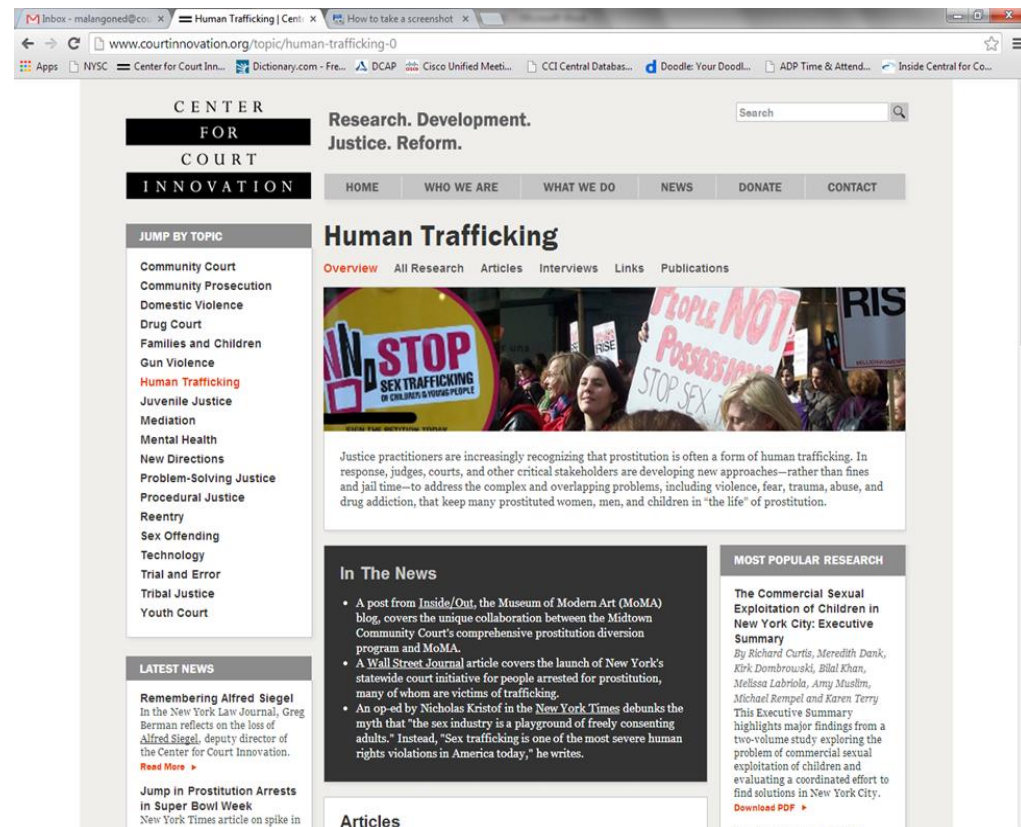 Inbox - malangoned@cou
Human Trafficking | Cent
How to take a screenshot
www.courtinnovation.org/topic/human-trafficking-0
Apps
NYSC
Center for Court Inn...
Dictionary.com - Fre...
DCAP
Cisco Unified Meeti...
CCI Central Databas...
Doodle: Your Doodl...
ADP Time & Attend...
Inside Central for Co...
CENTER
FOR
COURT
INNOVATION
Research. Development.
Justice. Reform.
Search
HOME
WHO WE ARE
WHAT WE DO
NEWS
DONATE
CONTACT
JUMP BY TOPIC
Community Court
Community Prosecution
Domestic Violence
Drug Court
Families and Children
Gun Violence
Human Trafficking
Juvenile Justice
Mediation
Mental Health
New Directions
Problem-Solving Justice
Procedural Justice
Reentry
Sex Offending
Technology
Trial and Error
Tribal Justice
Youth Court
LATEST NEWS
Remembering Alfred Siegel
In the New York Law Journal, Greg
Berman reflects on the loss of
Alfred Siegel, deputy director of
the Center for Court Innovation.
Read More
Jump in Prostitution Arrests
in Super Bowl Week
New York Times article on spike in
Human Trafficking
Overview
All Research
Articles
Interviews
Links
Publications
STOP
SEX TRAFFICKING
OF CHILDREN & YOUNG PEOPLE
SIGN THE PETITION TODAY
RISE
PEOPLE NOT
POSSESSIONS
STOP SEX
RIS
Justice practitioners are increasingly recognizing that prostitution is often a form of human trafficking. In
response, judges, courts, and other critical stakeholders are developing new approaches—rather than fines
and jail time—to address the complex and overlapping problems, including violence, fear, trauma, abuse, and
drug addiction, that keep many prostituted women, men, and children in "the life" of prostitution.
In The News
• A post from Inside/Out, the Museum of Modern Art (MoMA)
blog, covers the unique collaboration between the Midtown
Community Court's comprehensive prostitution diversion
program and MoMA.
• A Wall Street Journal article covers the launch of New York's
statewide court initiative for people arrested for prostitution,
many of whom are victims of trafficking.
• An op-ed by Nicholas Kristof in the New York Times debunks the
myth that "the sex industry is a playground of freely consenting
adults." Instead, "Sex trafficking is one of the most severe human
rights violations in America today," he writes.
Articles
MOST POPULAR RESEARCH
The Commercial Sexual
Exploitation of Children in
New York City: Executive
Summary
By Richard Curtis, Meredith Dank,
Kirk Dombrowski, Bilal Khan,
Melissa Labriola, Amy Muslim,
Michael Rempel and Karen Terry
This Executive Summary
highlights major findings from a
two-volume study exploring the
problem of commercial sexual
exploitation of children and
evaluating a coordinated effort to
find solutions in New York City.
Download PDF